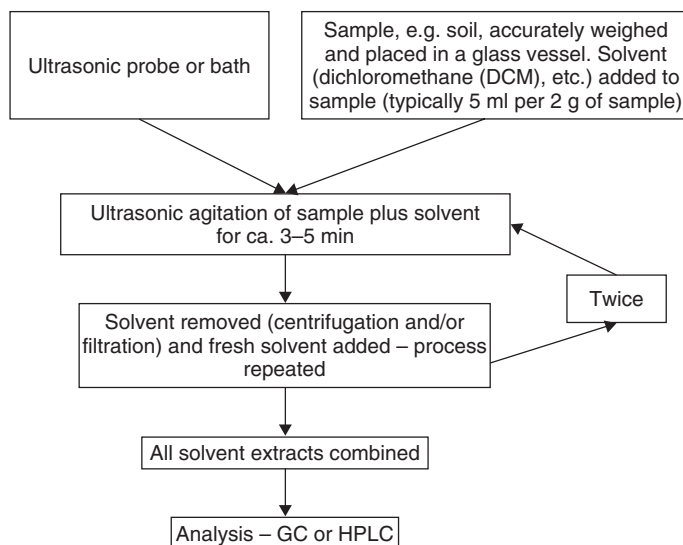 Ultrasonic probe or bath
Sample, e.g. soil, accurately weighed
and placed in a glass vessel. Solvent
(dichloromethane (DCM), etc.) added to
sample (typically 5 ml per 2 g of sample)
Ultrasonic agitation of sample plus solvent
for ca. 3–5 min
Twice
Solvent removed (centrifugation and/or
filtration) and fresh solvent added – process
repeated
All solvent extracts combined
Analysis – GC or HPLC